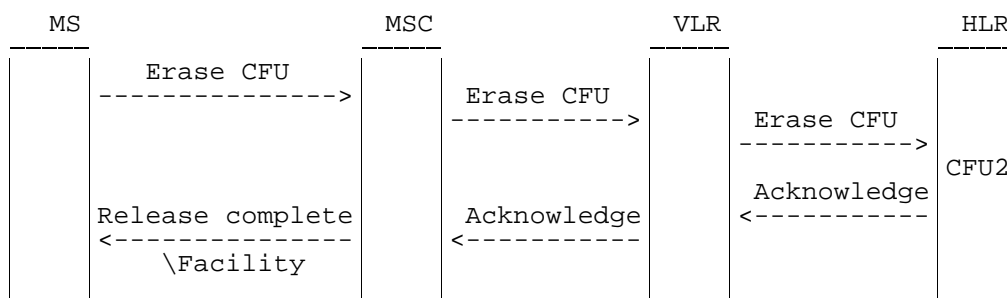 MS MSC VLR HLR
Erase CFU
--------------->
Erase CFU
----------->
Erase CFU
----------->
CFU2
Acknowledge
<-----------
Release complete Acknowledge
<--------------- <-----------
\Facility